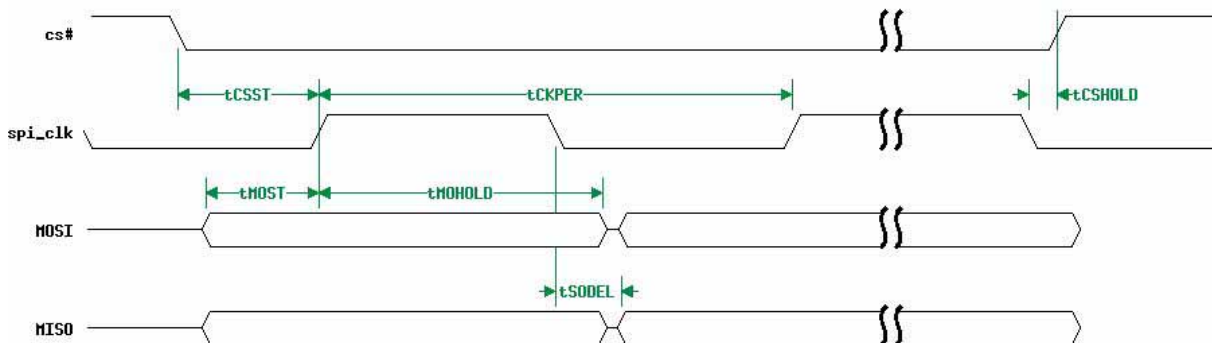 cs#
tCSST
tCKPER
tCSHOLD
spi_clk
tMOST
tMOHOLD
MOSI
tSODEL
MISO